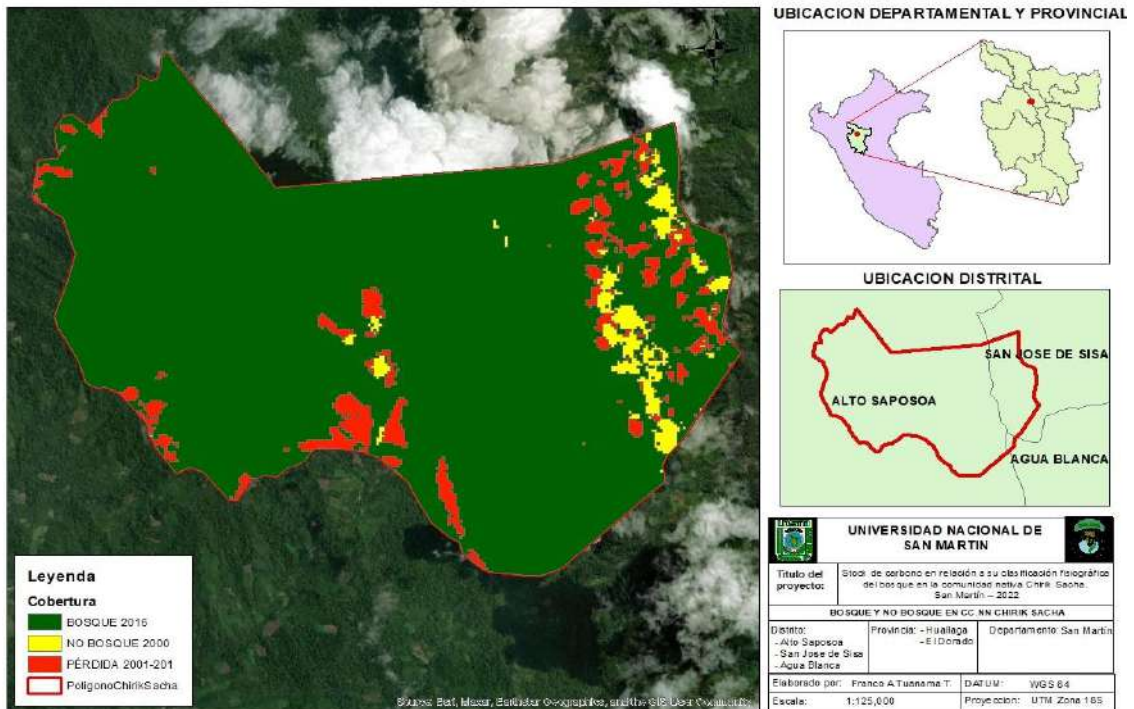 UBICACION DEPARTAMENTAL Y PROVINCIAL
UBICACION DISTRITAL
SAN JOSE DE SISA
ALTO SAPOSOA
AGUA BLANCA
Leyenda
Cobertura
BOSQUE 2016
NO BOSQUE 2000
PÉRDIDA 2001-201
PoligonoChirikSacha
Source: Esri, Maxar, Earthstar Geographics, and the GIS User Community
UNIVERSIDAD NACIONAL DE
SAN MARTIN
Titulo del
proyecto:
Stock de carbono en relación a su clasificación fisiográfica
del bosque en la comunidad nativa Chirik Sacha.
San Martín – 2022
BOSQUE Y NO BOSQUE EN CC.NN CHIRIK SACHA
Distrito:
- Alto Saposoa
- San Jose de Sisa
- Agua Blanca
Provincia: - Huallaga
- El Dorado
Departamento: San Martín
Elaborado por: Franco A Tuanama T.
DATUM: WGS 84
Escala: 1:125,000
Proyeccion: UTM Zona 18S